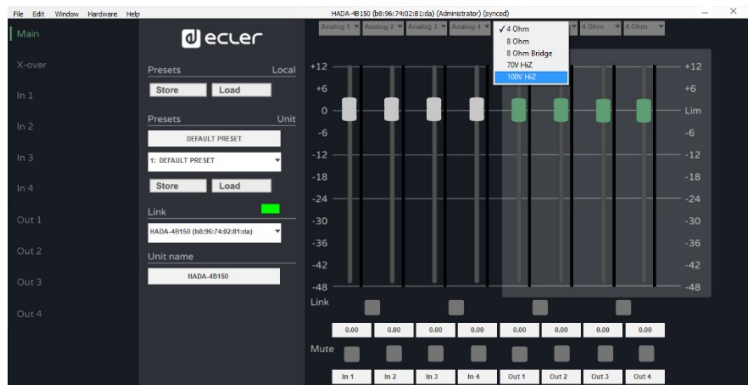 File Edit Window Hardware Help
HADA-4B150 (b8:96:74:02:81:da) (Administrator) (synced)
Main
X-over
In 1
In 2
In 3
In 4
Out 1
Out 2
Out 3
Out 4
ecler
Presets Local
Store Load
Presets Unit
DEFAULT PRESET
1: DEFAULT PRESET
Store Load
Link
HADA-4B150 (b8:96:74:02:81:da)
Unit name
HADA-4B150
Analog 1 Analog 2 Analog 3 Analog 4 4 Ohm 4 Ohm
✓ 4 Ohm
8 Ohm
8 Ohm Bridge
70V HiZ
100V HiZ
+12 +12
+6 +6
0 Lim
-6 -6
-12 -12
-18 -18
-24 -24
-30 -30
-36 -36
-42 -42
-48 -48
Link
0.00 0.00 0.00 0.00 0.00 0.00 0.00 0.00
Mute
In 1 In 2 In 3 In 4 Out 1 Out 2 Out 3 Out 4